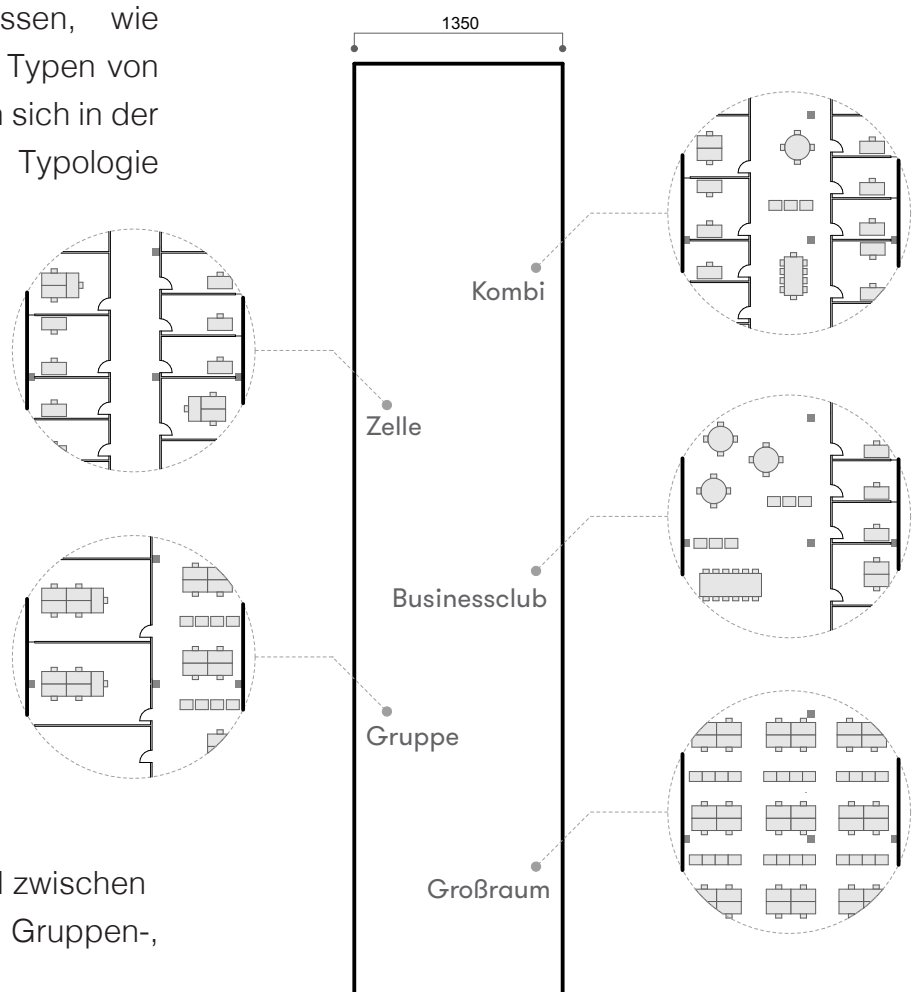 1350
ssen, wie
Typen von
sich in der
Typologie
Kombi
Zelle
Businessclub
Gruppe
Großraum
zwischen
Gruppen-,